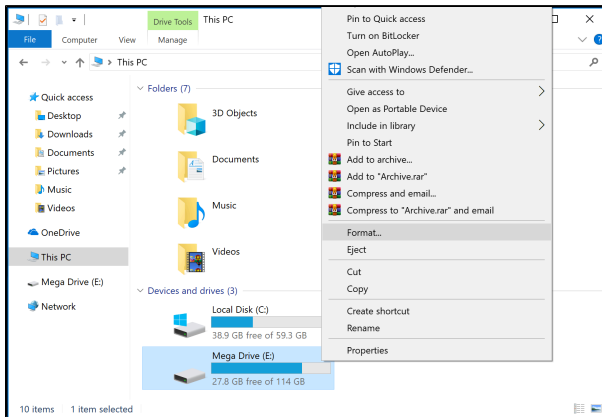 Drive Tools
This PC
File
Computer
View
Manage
This PC
Quick access
Desktop
Downloads
Documents
Pictures
Music
Videos
OneDrive
This PC
Mega Drive (E:)
Network
Folders (7)
3D Objects
Documents
Music
Videos
Devices and drives (3)
Local Disk (C:)
38.9 GB free of 59.3 GB
Mega Drive (E:)
27.8 GB free of 114 GB
Pin to Quick access
Turn on BitLocker
Open AutoPlay...
Scan with Windows Defender...
Give access to
Open as Portable Device
Include in library
Pin to Start
Add to archive...
Add to "Archive.rar"
Compress and email...
Compress to "Archive.rar" and email
Format...
Eject
Cut
Copy
Create shortcut
Rename
Properties
10 items 1 item selected